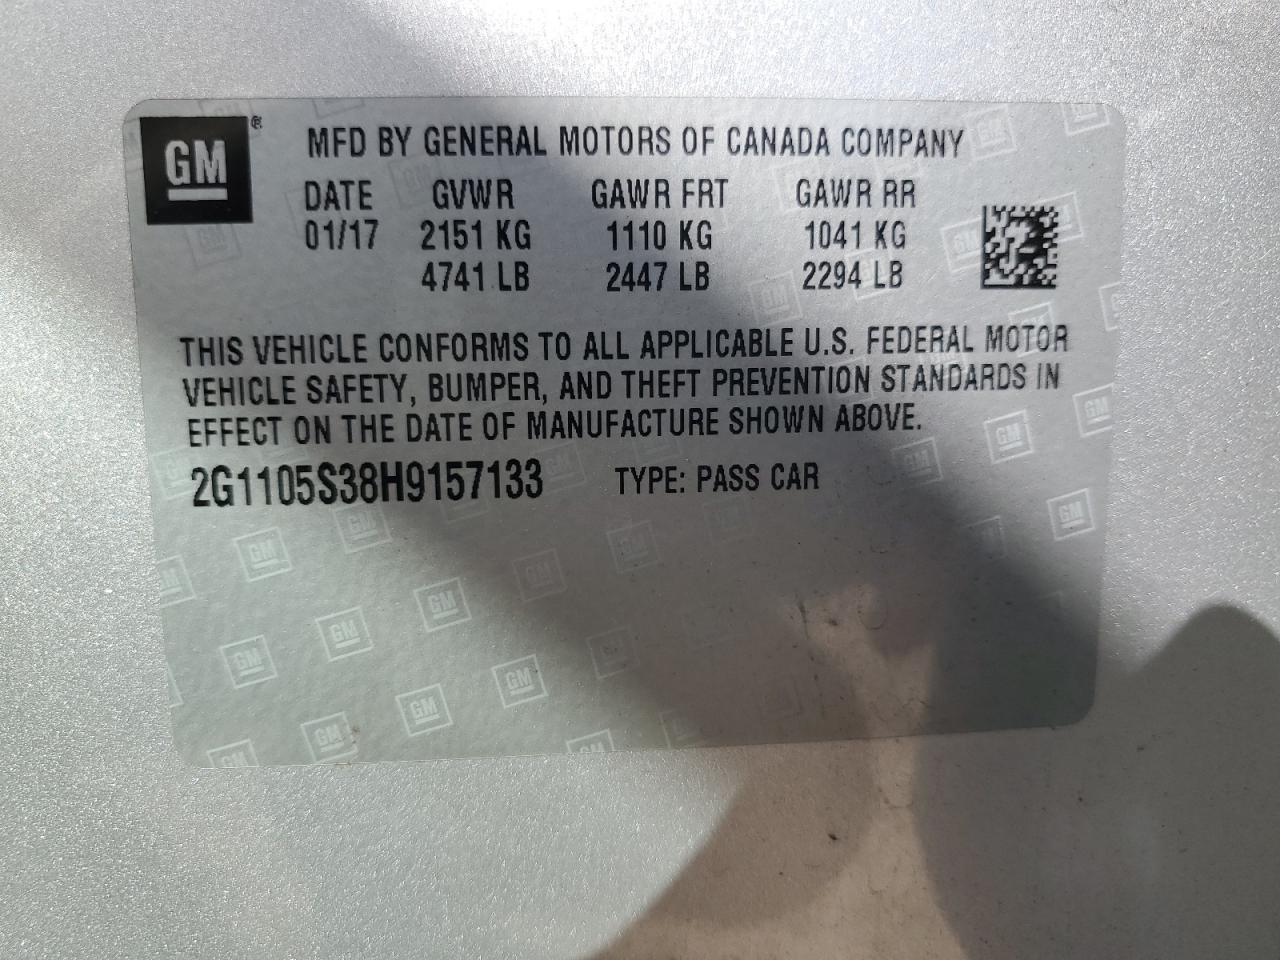 GM ®
MFD BY GENERAL MOTORS OF CANADA COMPANY
DATE GVWR GAWR FRT GAWR RR
01/17 2151 KG 1110 KG 1041 KG
4741 LB 2447 LB 2294 LB
THIS VEHICLE CONFORMS TO ALL APPLICABLE U.S. FEDERAL MOTOR
VEHICLE SAFETY, BUMPER, AND THEFT PREVENTION STANDARDS IN
EFFECT ON THE DATE OF MANUFACTURE SHOWN ABOVE.
2G1105S38H9157133 TYPE: PASS CAR